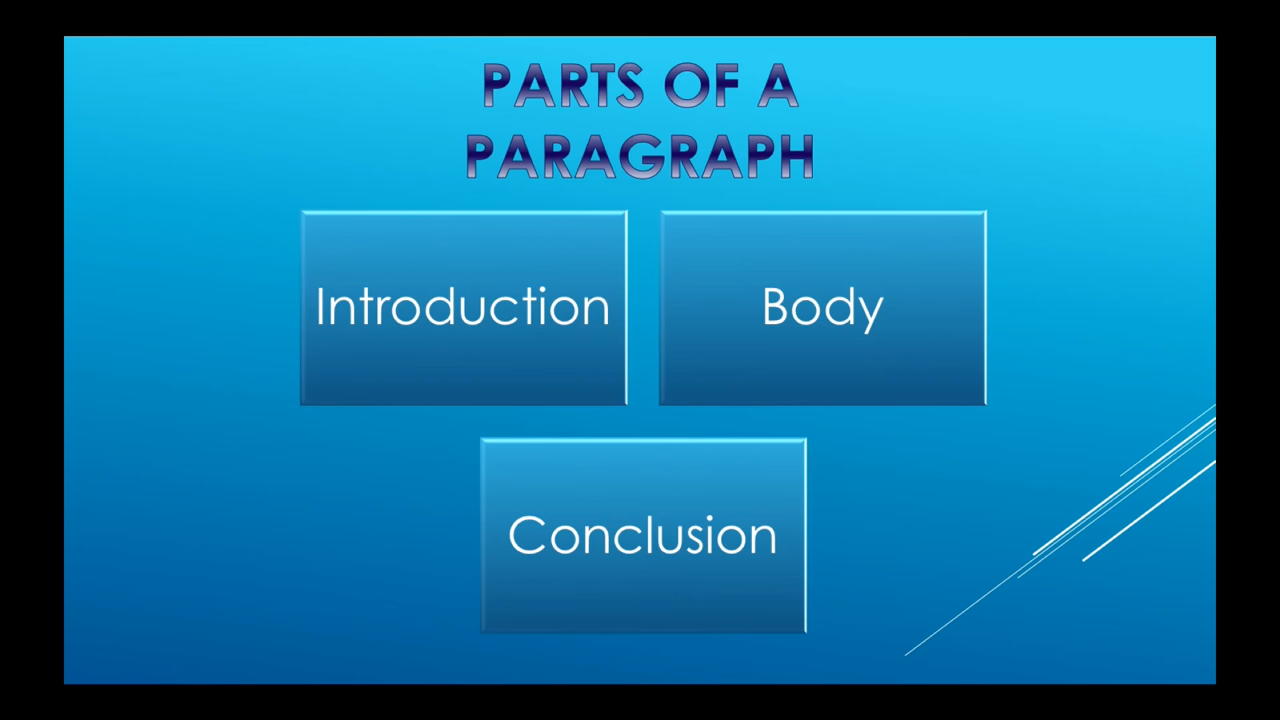 PARTS OF A
PARAGRAPH
Introduction
Body
Conclusion